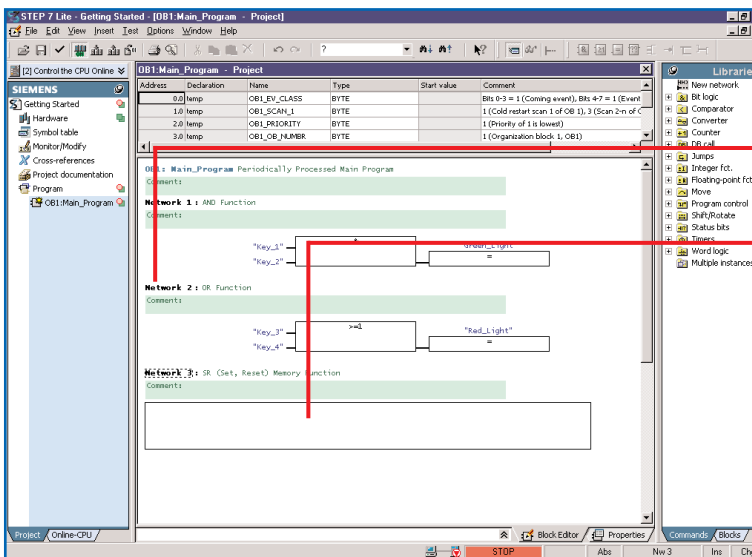 STEP 7 Lite - Getting Started - [OB1:Main_Program - Project]
File Edit View Insert Test Options Window Help
?
[2] Control the CPU Online
SIEMENS
Getting Started
Hardware
Symbol table
Monitor/Modify
Cross-references
Project documentation
Program
OB1:Main_Program
OB1:Main_Program - Project
Address Declaration Name Type Start value Comment
0.0 temp OB1_EV_CLASS BYTE Bits 0-3 = 1 (Coming event), Bits 4-7 = 1 (Event
1.0 temp OB1_SCAN_1 BYTE 1 (Cold restart scan 1 of OB 1), 3 (Scan 2-n of O
2.0 temp OB1_PRIORITY BYTE 1 (Priority of 1 is lowest)
3.0 temp OB1_OB_NUMBR BYTE 1 (Organization block 1, OB1)
OB1: Main_Program Periodically Processed Main Program
Comment:
Network 1 : AND Function
Comment:
"Key_1"
"Key_2"
"Green_Light"
=
Network 2 : OR Function
Comment:
"Key_3"
"Key_4"
>=1
"Red_Light"
=
Network 3: SR (Set, Reset) Memory Function
Comment:
Librarie
New network
Bit logic
Comparator
Converter
Counter
DB call
Jumps
Integer fct.
Floating-point fct
Move
Program control
Shift/Rotate
Status bits
Timers
Word logic
Multiple instances
Project Online-CPU
Block Editor Properties
Commands Blocks
STOP Abs Nw 3 Ins Ch